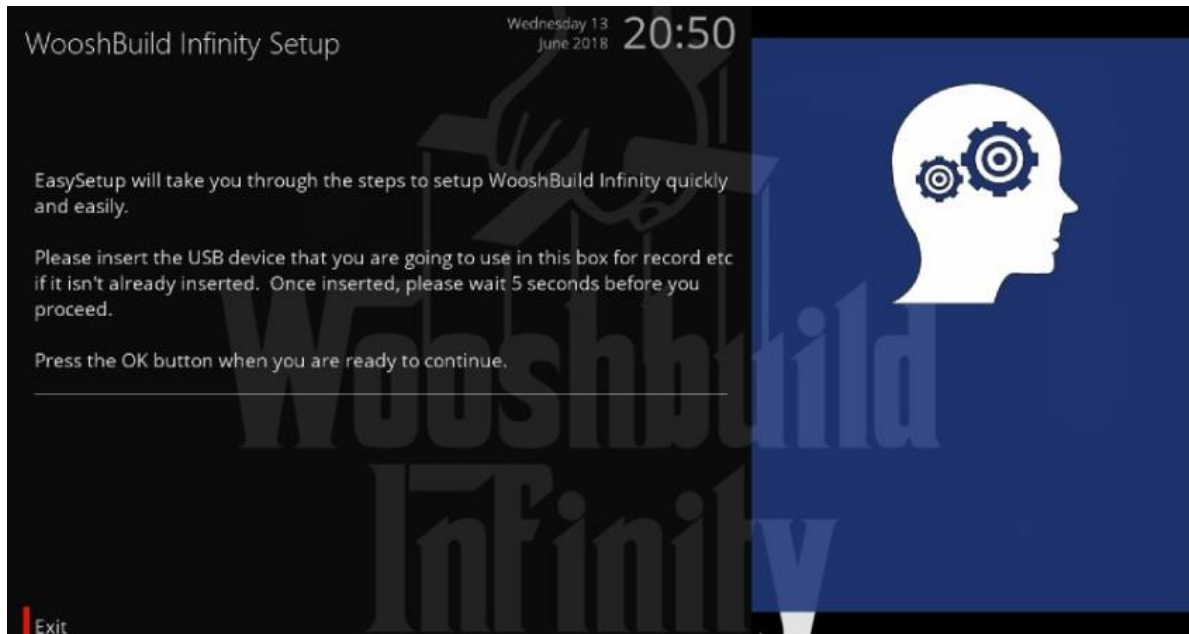 WooshBuild Infinity Setup
Wednesday 13
June 2018
20:50
EasySetup will take you through the steps to setup WooshBuild Infinity quickly
and easily.
Please insert the USB device that you are going to use in this box for record etc
if it isn't already inserted.  Once inserted, please wait 5 seconds before you
proceed.
Press the OK button when you are ready to continue.
Wooshbuild
Infinity
Exit